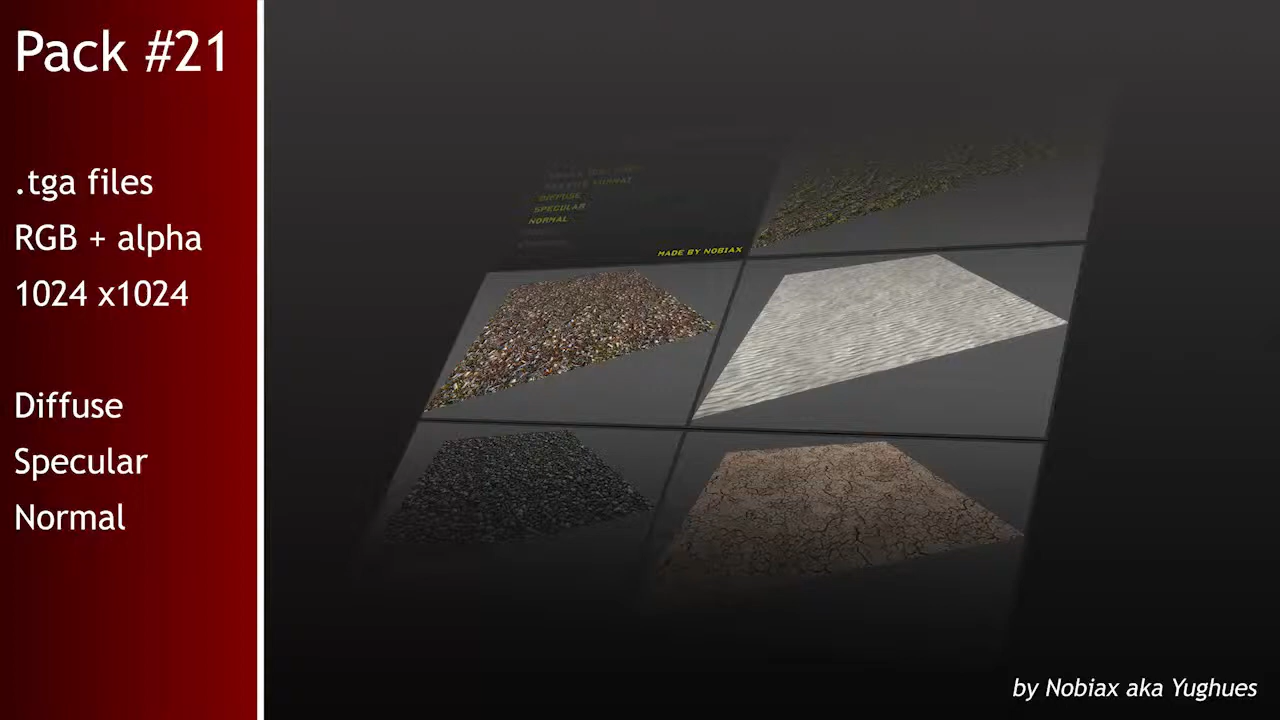 Pack #21
.tga files
RGB + alpha
1024 x1024
Diffuse
Specular
Normal
DIFFUSE
SPECULAR
NORMAL
MADE BY NOBIAX
by Nobiax aka Yughues